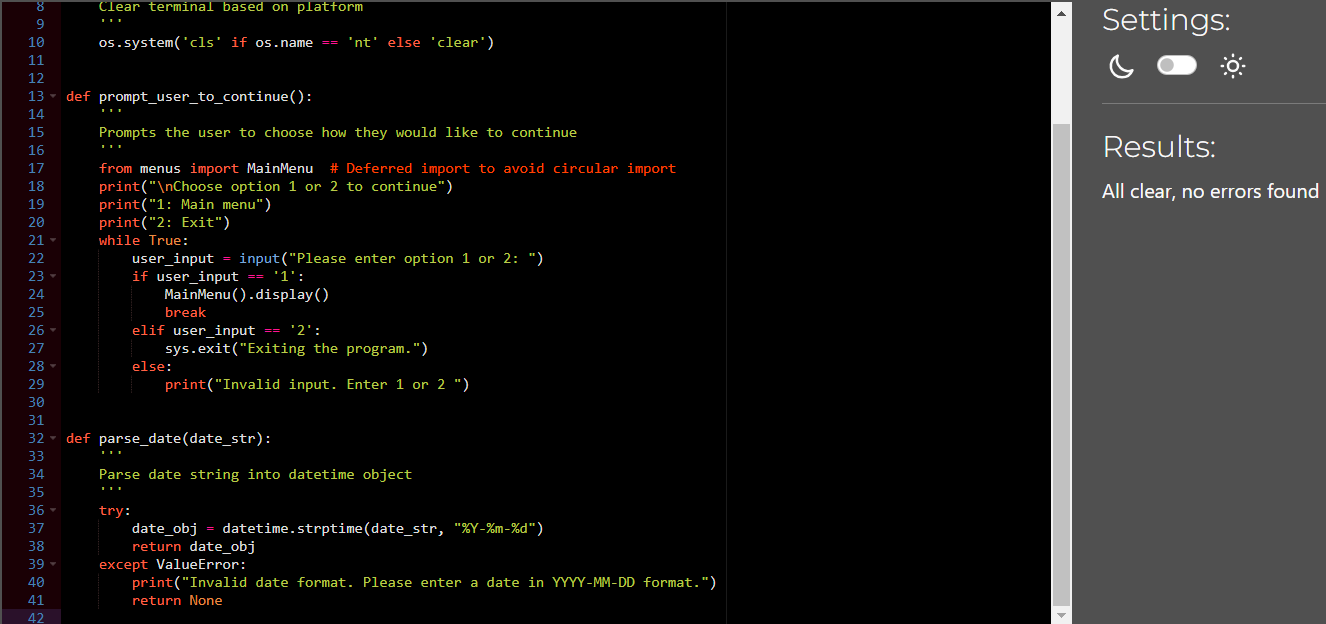 8 Clear terminal based on platform
9 '''
10 os.system('cls' if os.name == 'nt' else 'clear')
11
12
13 def prompt_user_to_continue():
14 '''
15 Prompts the user to choose how they would like to continue
16 '''
17 from menus import MainMenu  # Deferred import to avoid circular import
18 print("\nChoose option 1 or 2 to continue")
19 print("1: Main menu")
20 print("2: Exit")
21 while True:
22 user_input = input("Please enter option 1 or 2: ")
23 if user_input == '1':
24 MainMenu().display()
25 break
26 elif user_input == '2':
27 sys.exit("Exiting the program.")
28 else:
29 print("Invalid input. Enter 1 or 2 ")
30
31
32 def parse_date(date_str):
33 '''
34 Parse date string into datetime object
35 '''
36 try:
37 date_obj = datetime.strptime(date_str, "%Y-%m-%d")
38 return date_obj
39 except ValueError:
40 print("Invalid date format. Please enter a date in YYYY-MM-DD format.")
41 return None
42
Settings:
Results:
All clear, no errors found